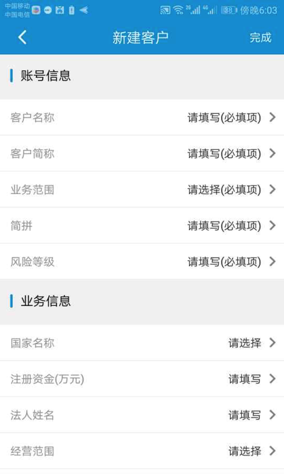 中国移动
中国电信
傍晚6:03
新建客户 完成
账号信息
客户名称 请填写(必填项)
客户简称 请填写(必填项)
业务范围 请选择(必填项)
简拼 请填写(必填项)
风险等级 请填写(必填项)
业务信息
国家名称 请选择
注册资金(万元) 请填写
法人姓名 请填写
经营范围 请选择